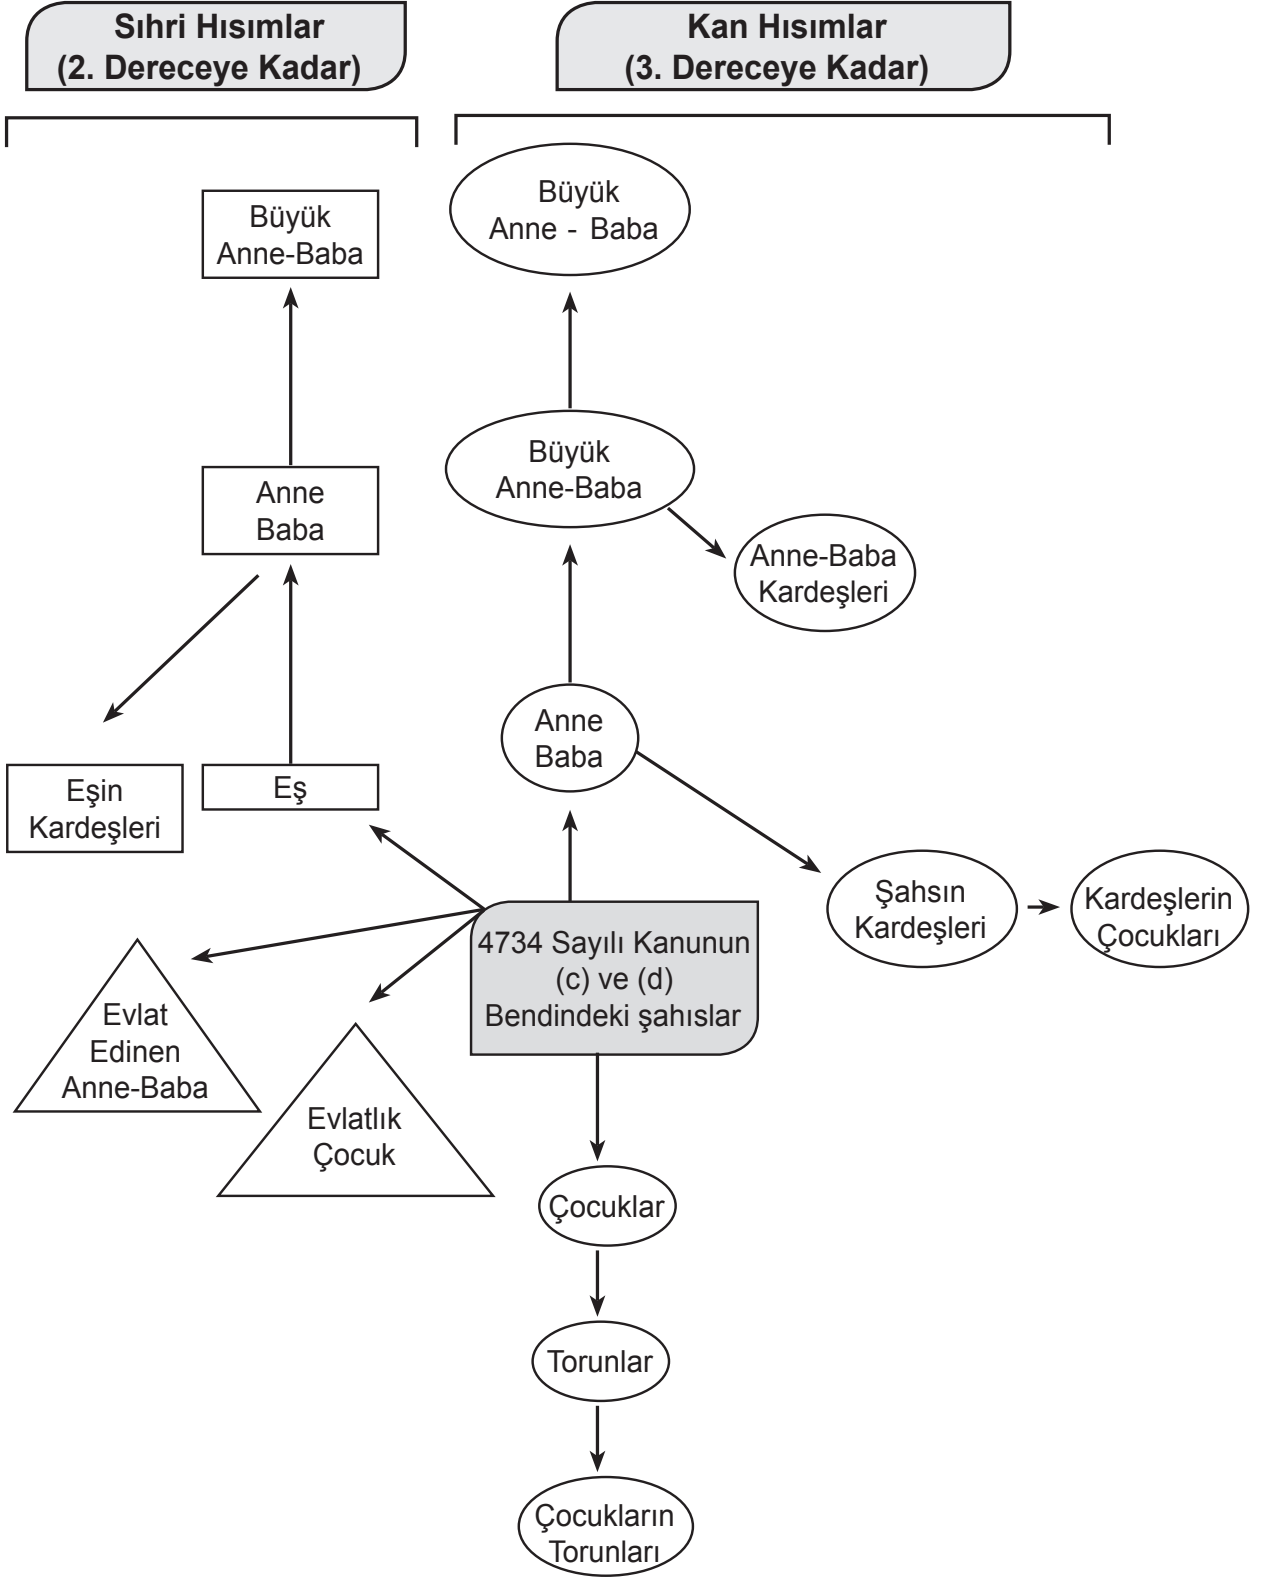 Sıhri Hısımlar
(2. Dereceye Kadar)
Kan Hısımlar
(3. Dereceye Kadar)
Büyük
Anne-Baba
Büyük
Anne - Baba
Anne
Baba
Büyük
Anne-Baba
Anne-Baba
Kardeşleri
Anne
Baba
Eşin
Kardeşleri
Eş
Şahsın
Kardeşleri
Kardeşlerin
Çocukları
4734 Sayılı Kanunun
(c) ve (d)
Bendindeki şahıslar
Evlat
Edinen
Anne-Baba
Evlatlık
Çocuk
Çocuklar
Torunlar
Çocukların
Torunları